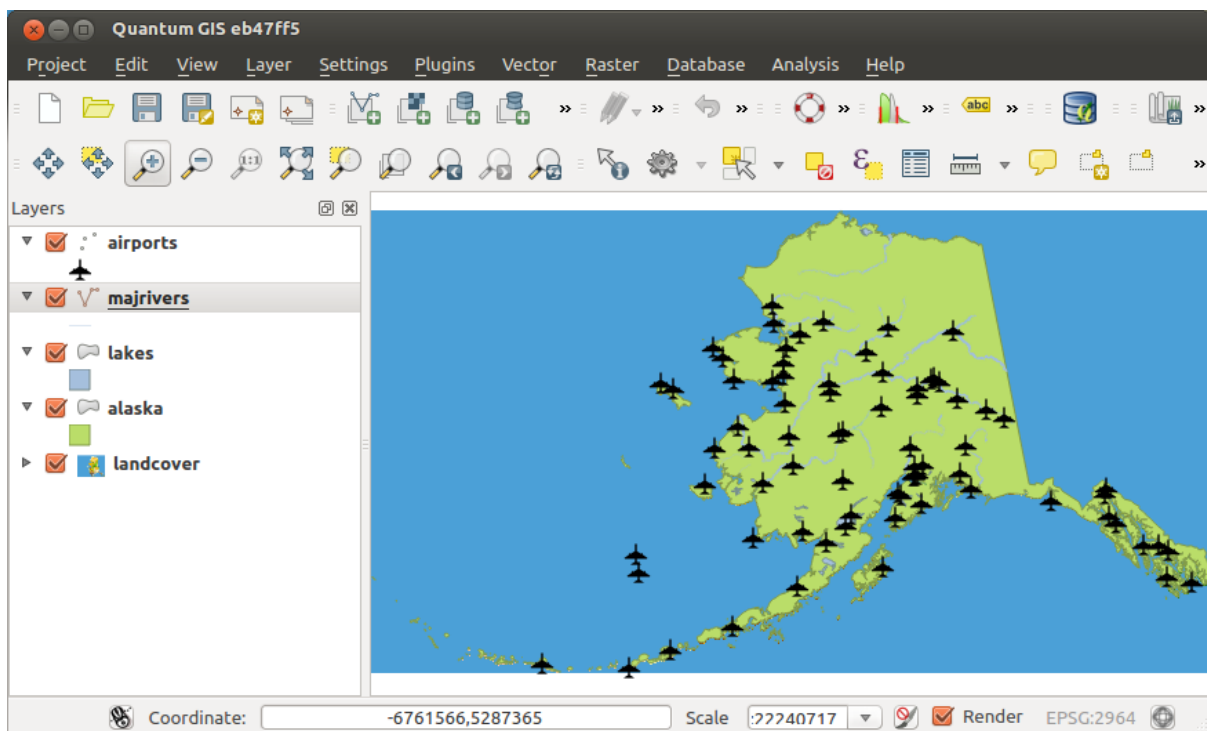 Quantum GIS eb47ff5
Project Edit View Layer Settings Plugins Vector Raster Database Analysis Help
abc
1:1
ε
Layers
airports
majrivers
lakes
alaska
landcover
Coordinate: -6761566,5287365 Scale :22240717 Render EPSG:2964